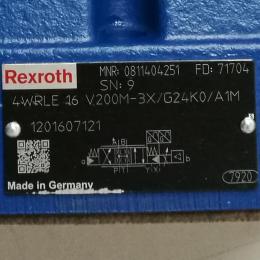 Rexroth MNR: 0811404251 FD: 71704
SN: 9
4WRLE 16 V200M-3X/G24K0/A1M
1201607121
Made in Germany
7920